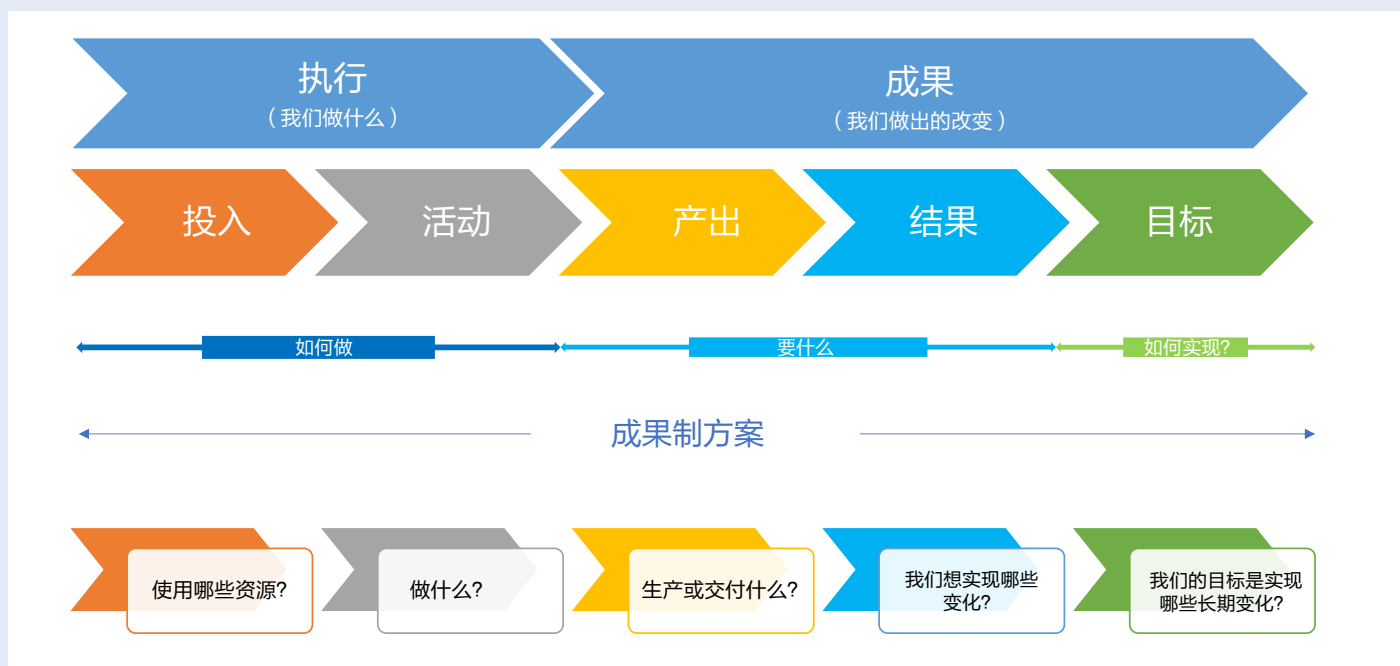 执行
（我们做什么）
成果
（我们做出的改变）
投入
活动
产出
结果
目标
如何做
要什么
如何实现?
成果制方案
使用哪些资源?
做什么?
生产或交付什么?
我们想实现哪些
变化?
我们的目标是实现
哪些长期变化?